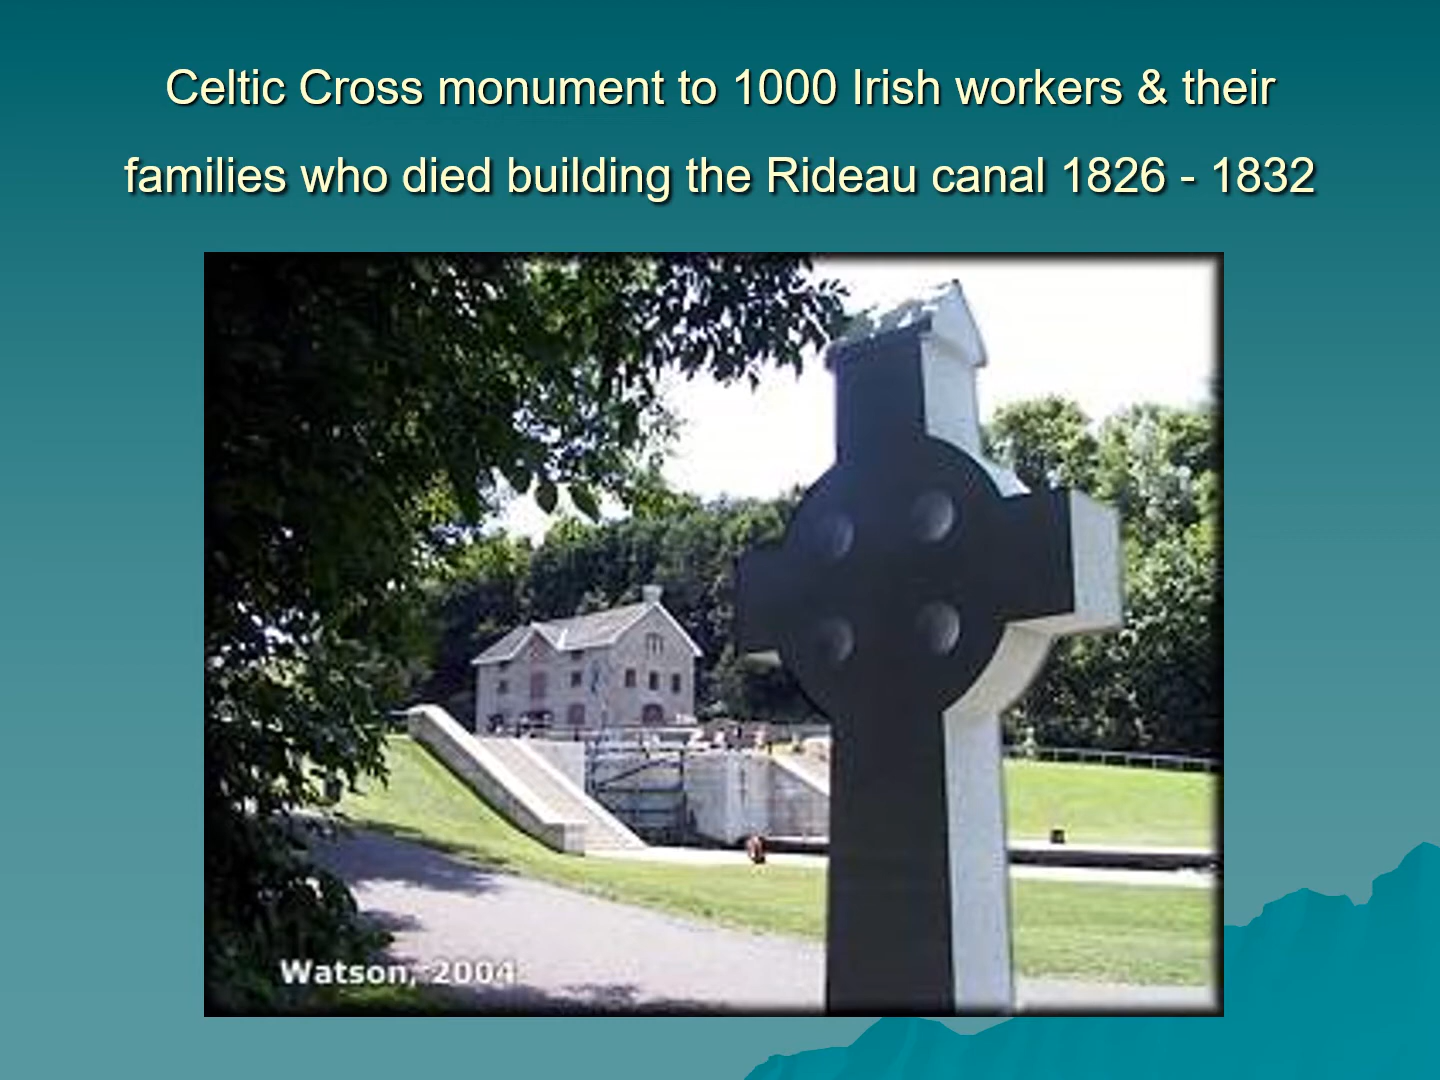 Celtic Cross monument to 1000 Irish workers & their
families who died building the Rideau canal 1826 - 1832
Watson, 2004